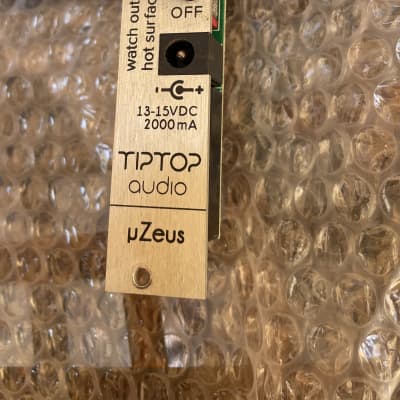 watch out
hot surface
OFF
- +
13-15VDC
2000mA
TIPTOP
audio
µZeus